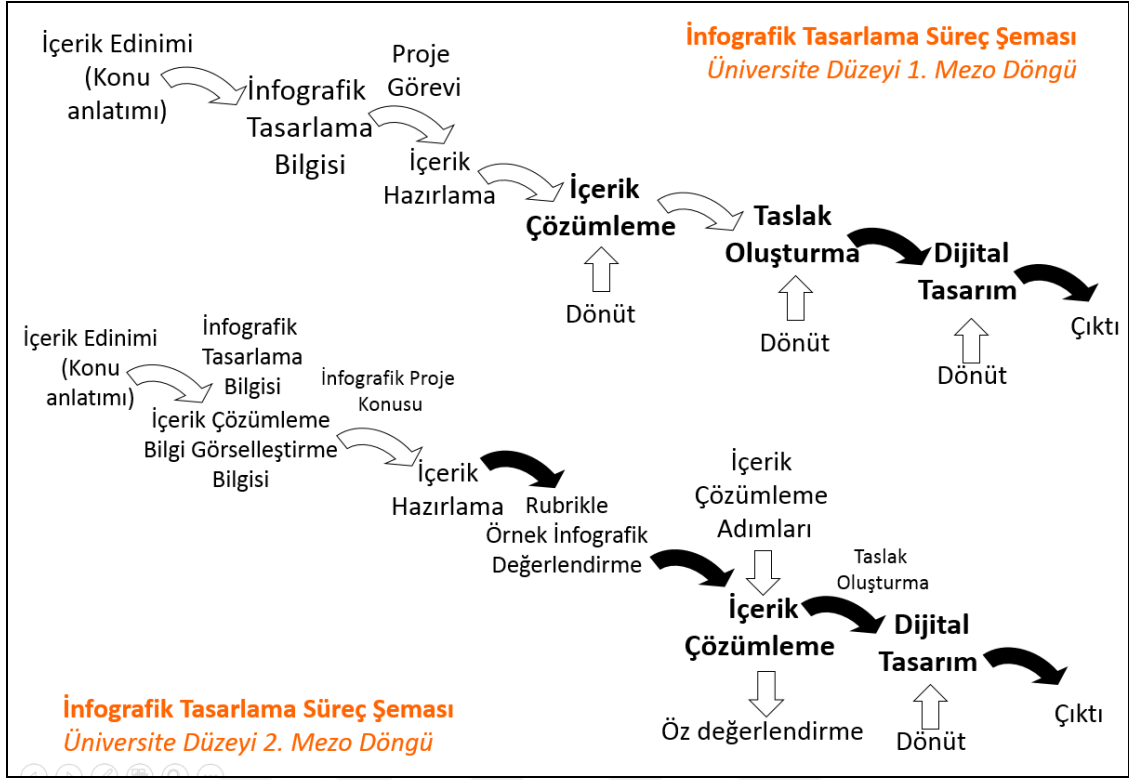 İnfografik Tasarlama Süreç Şeması
Üniversite Düzeyi 1. Mezo Döngü
İçerik Edinimi
(Konu
anlatımı)
İnfografik
Tasarlama
Bilgisi
Proje
Görevi
İçerik
Hazırlama
İçerik
Çözümleme
Dönüt
Taslak
Oluşturma
Dönüt
Dijital
Tasarım
Dönüt
Çıktı
İçerik Edinimi
(Konu
anlatımı)
İnfografik
Tasarlama
Bilgisi
İçerik Çözümleme
Bilgi Görselleştirme
Bilgisi
İnfografik Proje
Konusu
İçerik
Hazırlama
Rubrikle
Örnek İnfografik
Değerlendirme
İçerik
Çözümleme
Adımları
İçerik
Çözümleme
Öz değerlendirme
Taslak
Oluşturma
Dijital
Tasarım
Dönüt
Çıktı
İnfografik Tasarlama Süreç Şeması
Üniversite Düzeyi 2. Mezo Döngü